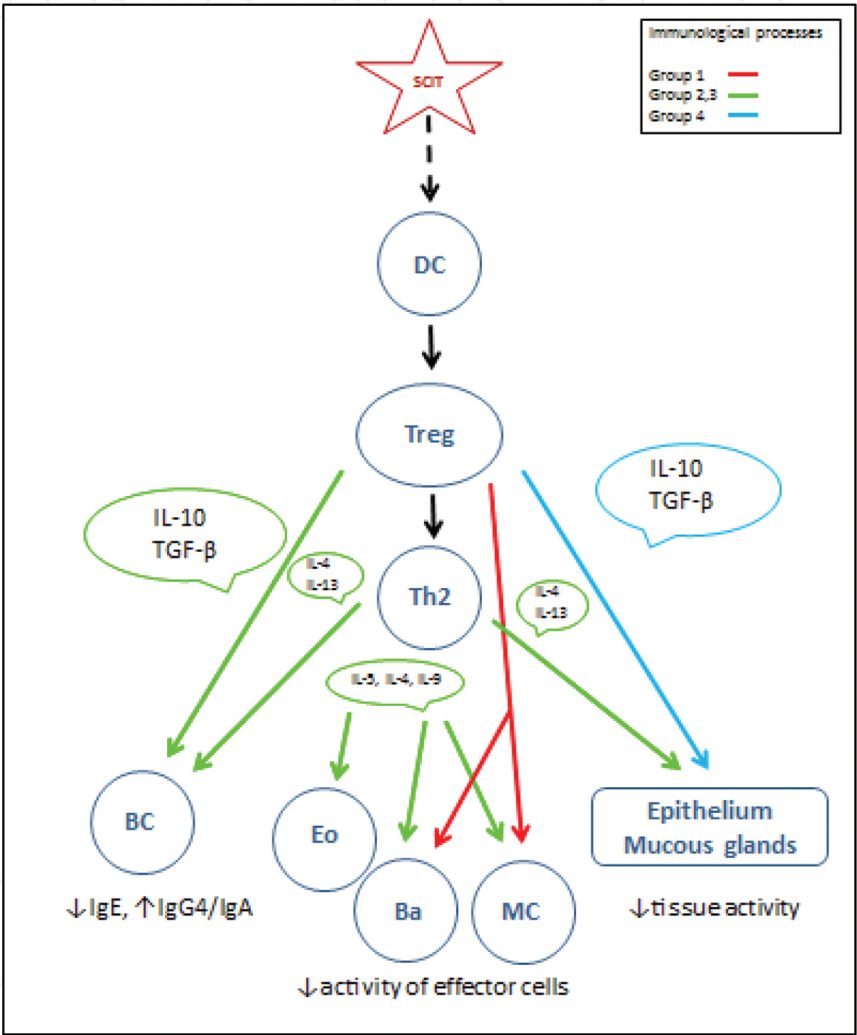 SCIT
Immunological processes
Group 1
Group 2,3
Group 4
DC
Treg
IL-10
TGF-β
IL-10
TGF-β
IL-4
IL-13
Th2
IL-4
IL-13
IL-5, IL-4, IL-9
BC
Eo
Ba
MC
Epithelium
Mucous glands
↓IgE, ↑IgG4/IgA
↓tissue activity
↓activity of effector cells